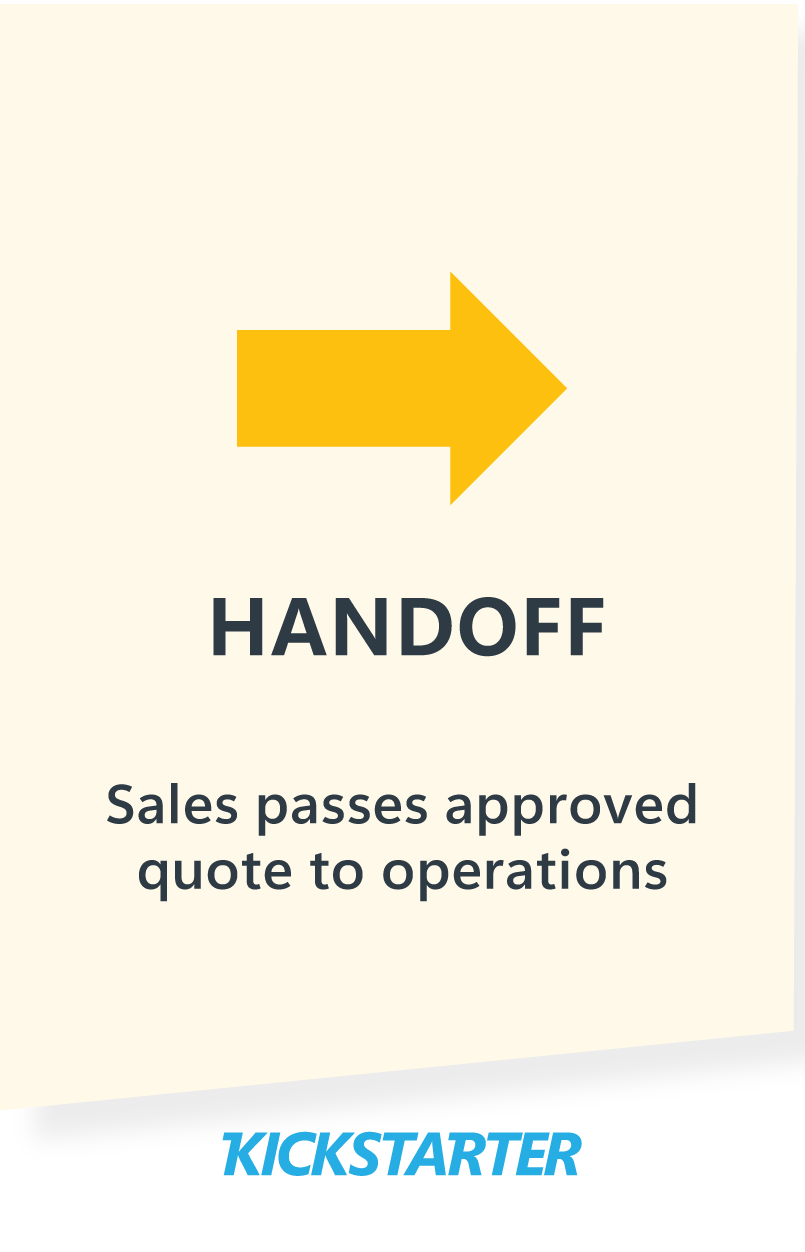 HANDOFF
Sales passes approved
quote to operations
KICKSTARTER